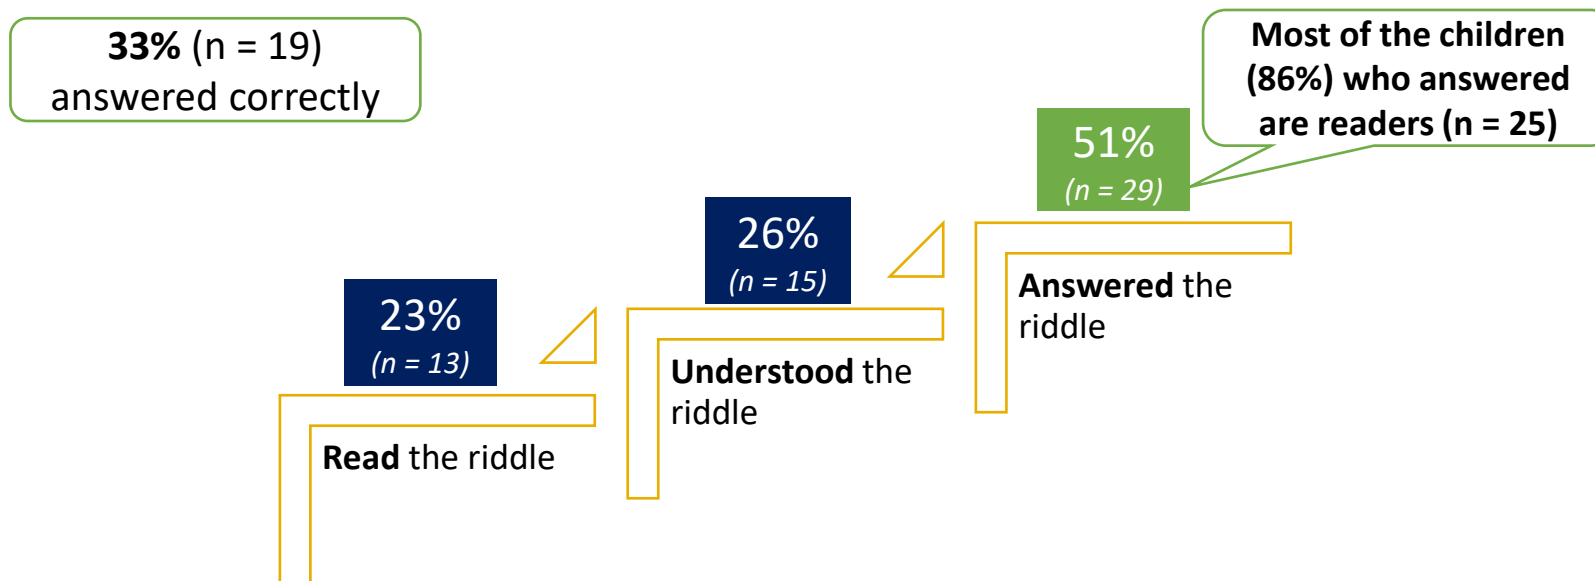 33% (n = 19)
answered correctly
Most of the children
(86%) who answered
are readers (n = 25)
51%
(n = 29)
26%
(n = 15)
Answered the
riddle
23%
(n = 13)
Understood the
riddle
Read the riddle